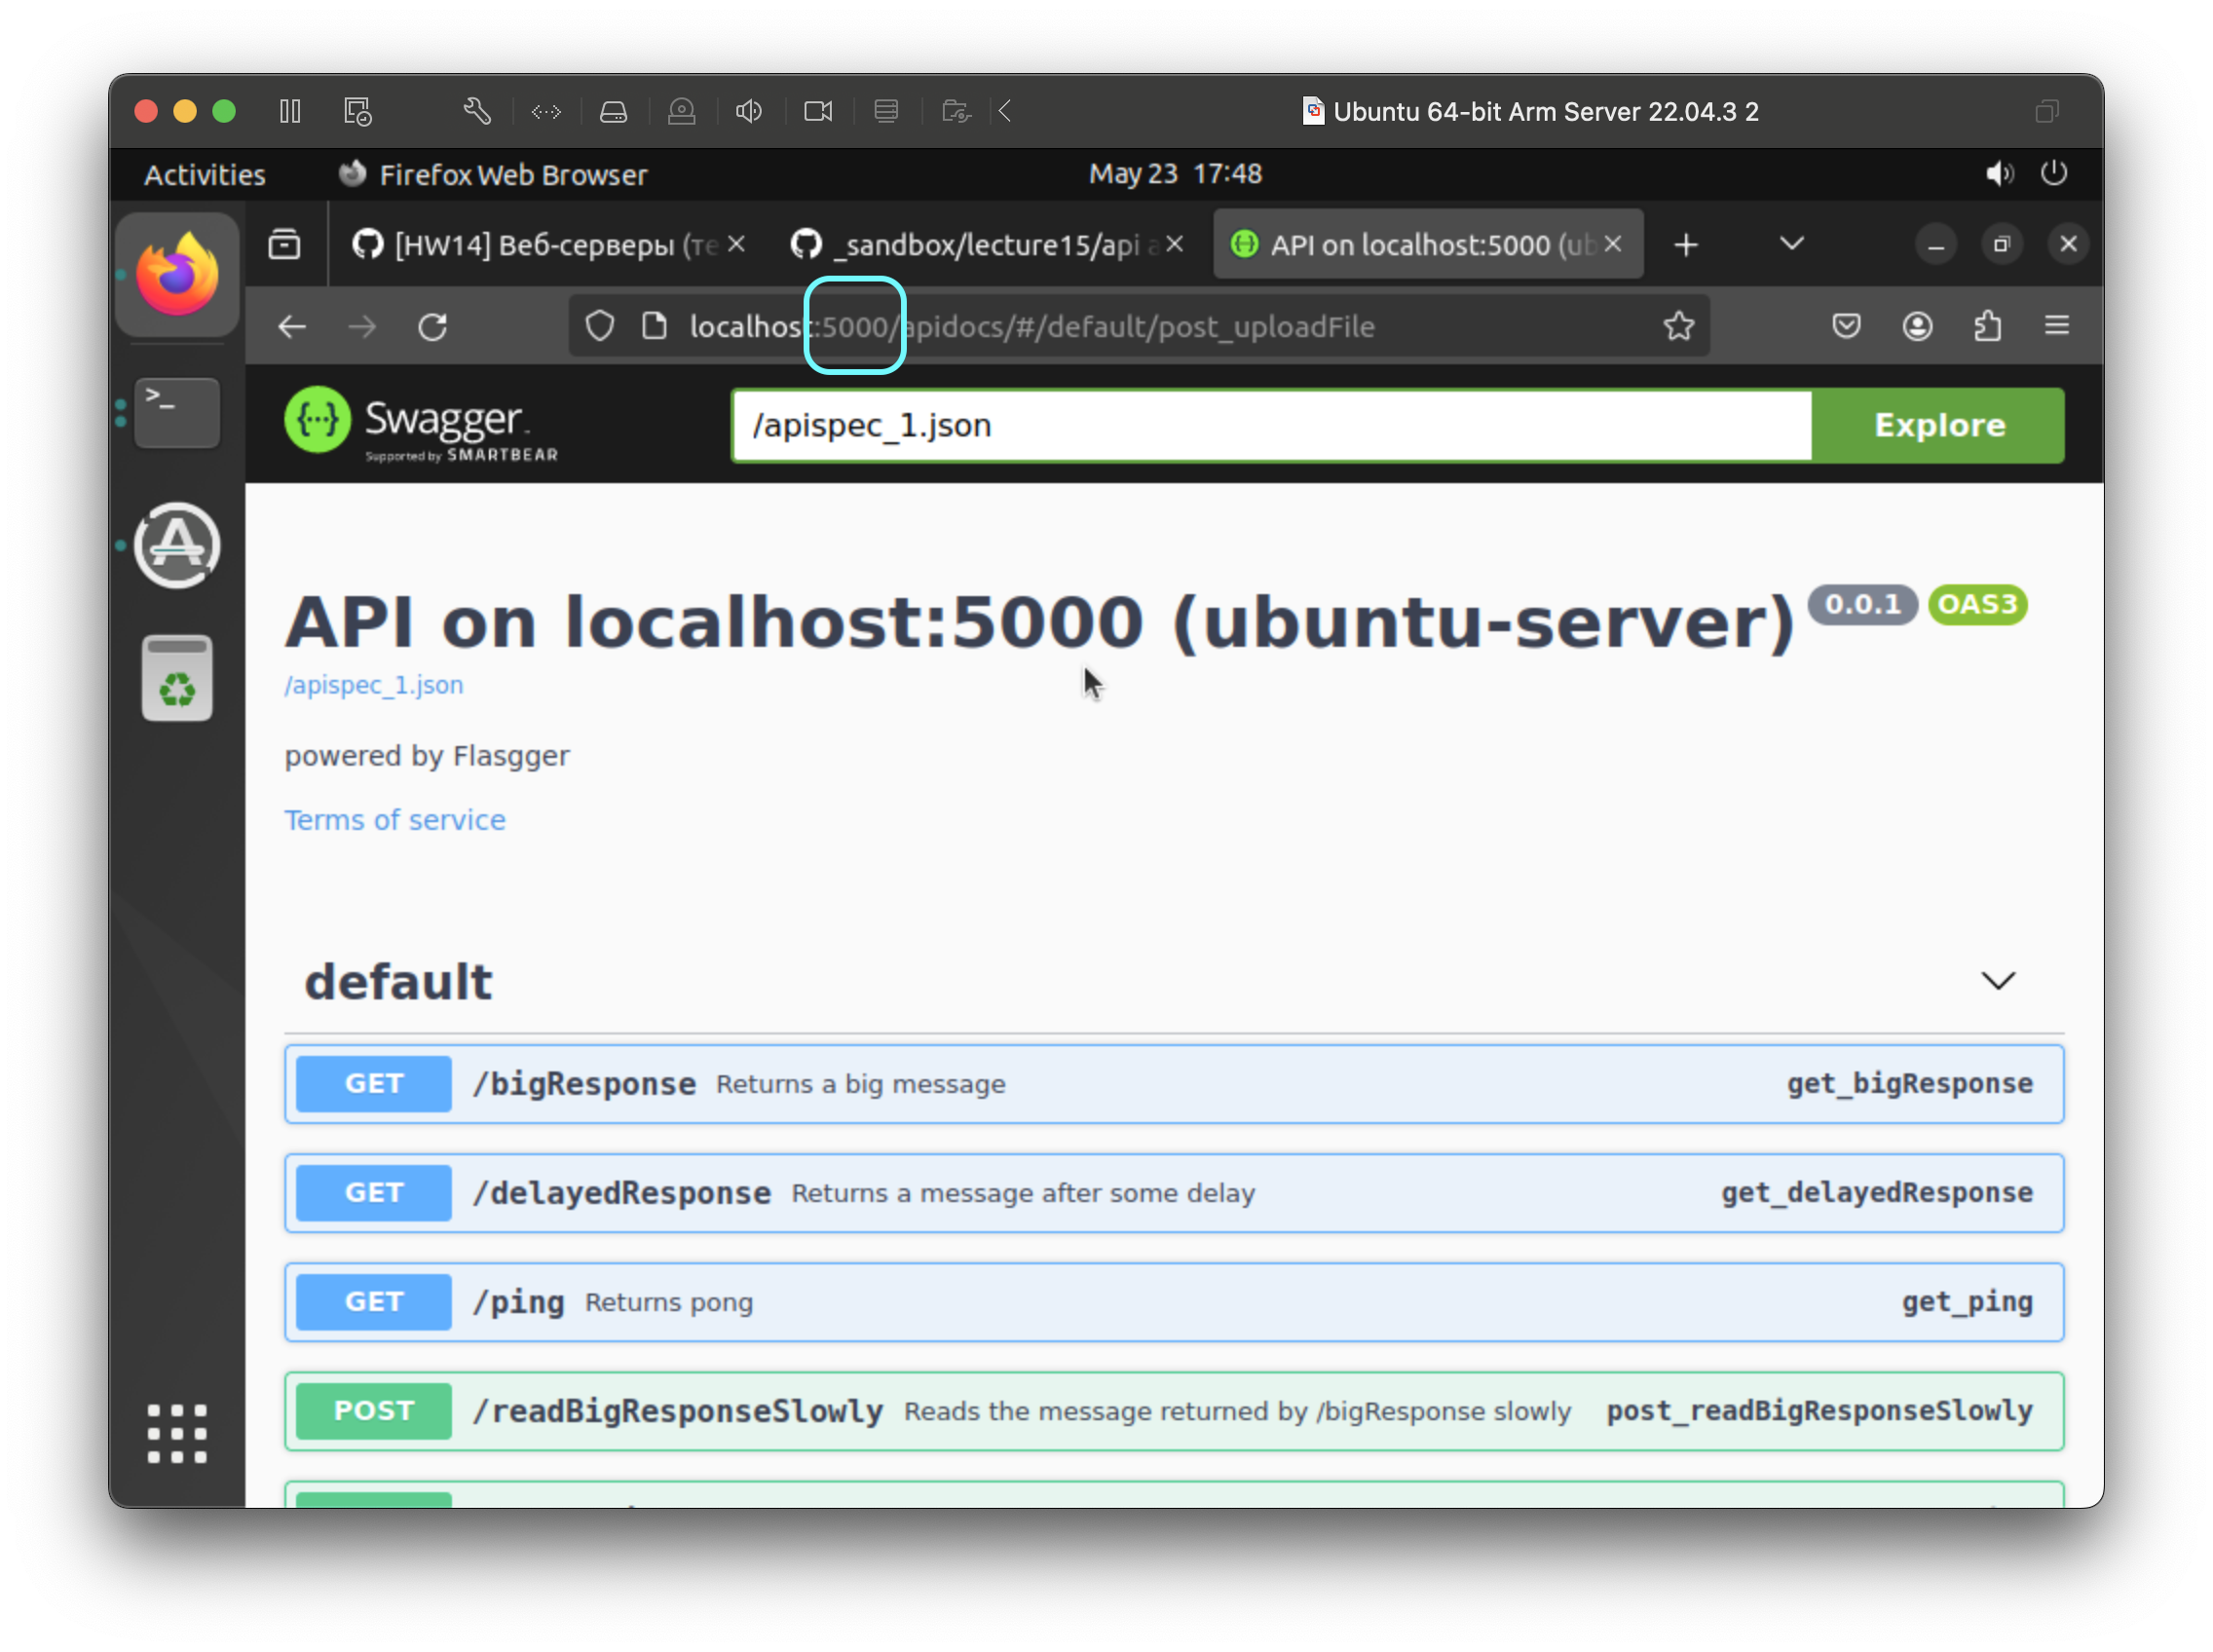 Ubuntu 64-bit Arm Server 22.04.3 2
Activities
Firefox Web Browser
May 23 17:48
[HW14] Веб-серверы (те
_sandbox/lecture15/api a
API on localhost:5000 (ub
localhost:5000/apidocs/#/default/post_uploadFile
Swagger
Supported by SMARTBEAR
/apispec_1.json
Explore
API on localhost:5000 (ubuntu-server) 0.0.1 OAS3
/apispec_1.json
powered by Flasgger
Terms of service
default
GET /bigResponse Returns a big message get_bigResponse
GET /delayedResponse Returns a message after some delay get_delayedResponse
GET /ping Returns pong get_ping
POST /readBigResponseSlowly Reads the message returned by /bigResponse slowly post_readBigResponseSlowly